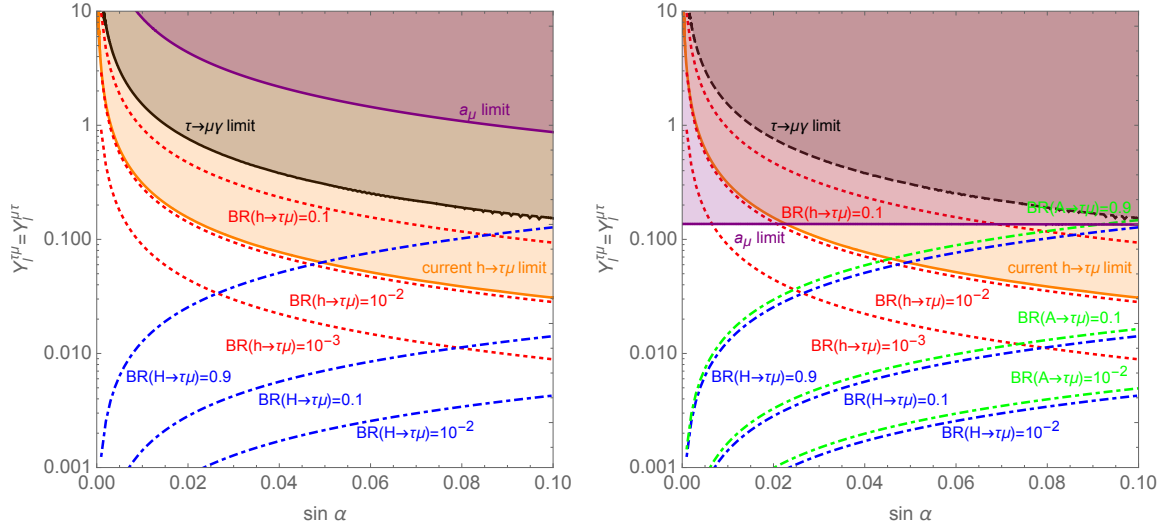 10
1
0.100
0.010
0.001
Y_l^{τμ} = Y_l^{μτ}
a_μ limit
τ→μγ limit
BR(h→τμ)=0.1
current h→τμ limit
BR(h→τμ)=10^{-2}
BR(h→τμ)=10^{-3}
BR(H→τμ)=0.9
BR(H→τμ)=0.1
BR(H→τμ)=10^{-2}
0.00 0.02 0.04 0.06 0.08 0.10
sin α
10
1
0.100
0.010
0.001
Y_l^{τμ} = Y_l^{μτ}
τ→μγ limit
BR(A→τμ)=0.9
BR(h→τμ)=0.1
a_μ limit
current h→τμ limit
BR(h→τμ)=10^{-2}
BR(A→τμ)=0.1
BR(h→τμ)=10^{-3}
BR(A→τμ)=10^{-2}
BR(H→τμ)=0.9
BR(H→τμ)=0.1
BR(H→τμ)=10^{-2}
0.00 0.02 0.04 0.06 0.08 0.10
sin α